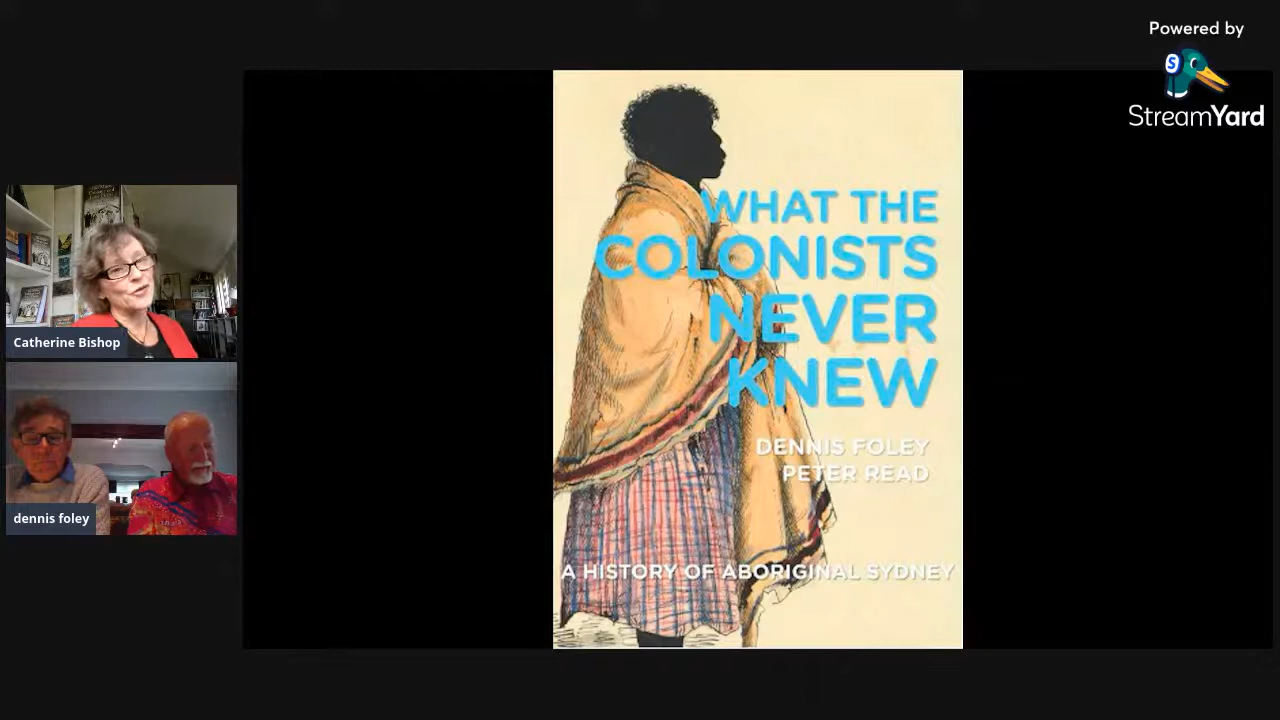 Powered by
S
StreamYard
WHAT THE
COLONISTS
NEVER
KNEW
DENNIS FOLEY
PETER READ
A HISTORY OF ABORIGINAL SYDNEY
Catherine Bishop
dennis foley